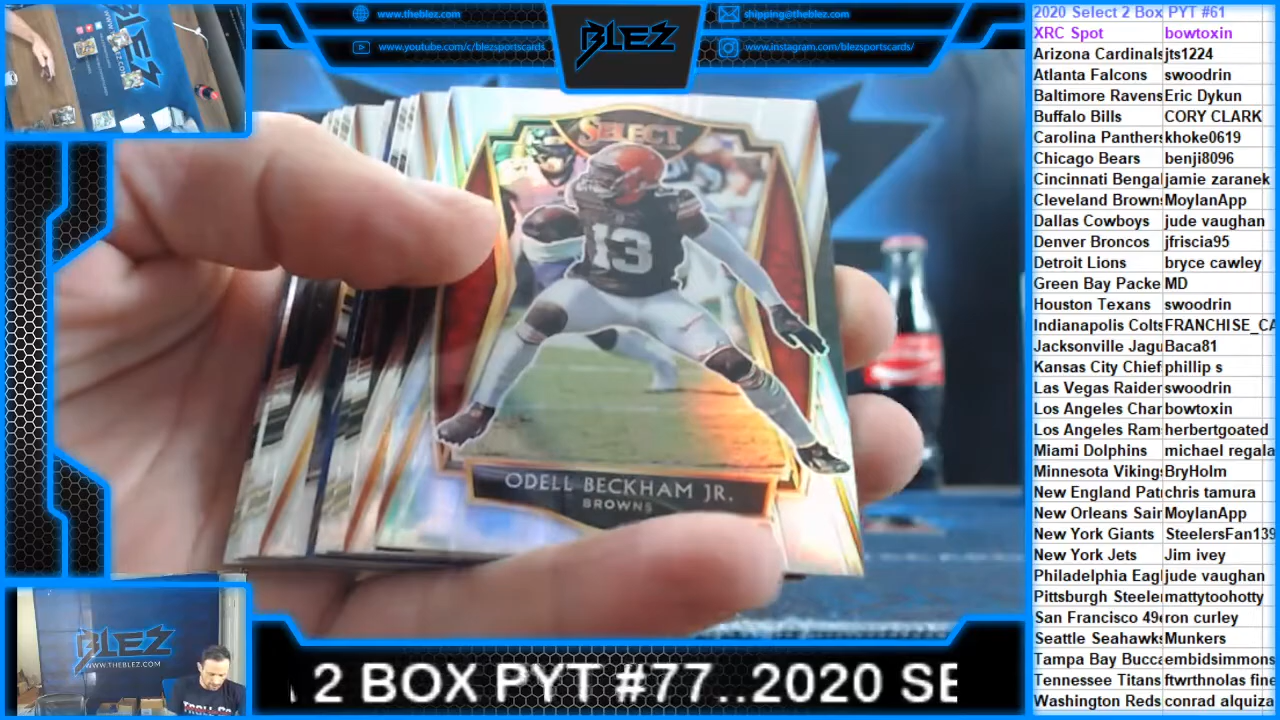 www.theblez.com
www.youtube.com/c/blezsportscards
BLEZ
shipping@theblez.com
www.instagram.com/blezsportscards/
SELECT
13
ODELL BECKHAM JR.
BROWNS
BLEZ
WWW.THEBLEZ.COM
2 BOX PYT #77..2020 SE
2020 Select 2 Box PYT #61
XRC Spot bowtoxin
Arizona Cardinals jts1224
Atlanta Falcons swoodrin
Baltimore Ravens Eric Dykun
Buffalo Bills CORY CLARK
Carolina Panthers khoke0619
Chicago Bears benji8096
Cincinnati Bengal jamie zaranek
Cleveland Browns MoylanApp
Dallas Cowboys jude vaughan
Denver Broncos jfriscia95
Detroit Lions bryce cawley
Green Bay Packe MD
Houston Texans swoodrin
Indianapolis Colts FRANCHISE_CA
Jacksonville Jagu Baca81
Kansas City Chief phillip s
Las Vegas Raider swoodrin
Los Angeles Char bowtoxin
Los Angeles Ram herbertgoated
Miami Dolphins michael regala
Minnesota Viking BryHolm
New England Pat chris tamura
New Orleans Sain MoylanApp
New York Giants SteelersFan139
New York Jets Jim ivey
Philadelphia Eagl jude vaughan
Pittsburgh Steele mattytoohotty
San Francisco 49e ron curley
Seattle Seahawks Munkers
Tampa Bay Bucca embidsimmons
Tennessee Titans ftwrthnolas fine
Washington Reds conrad alquiza